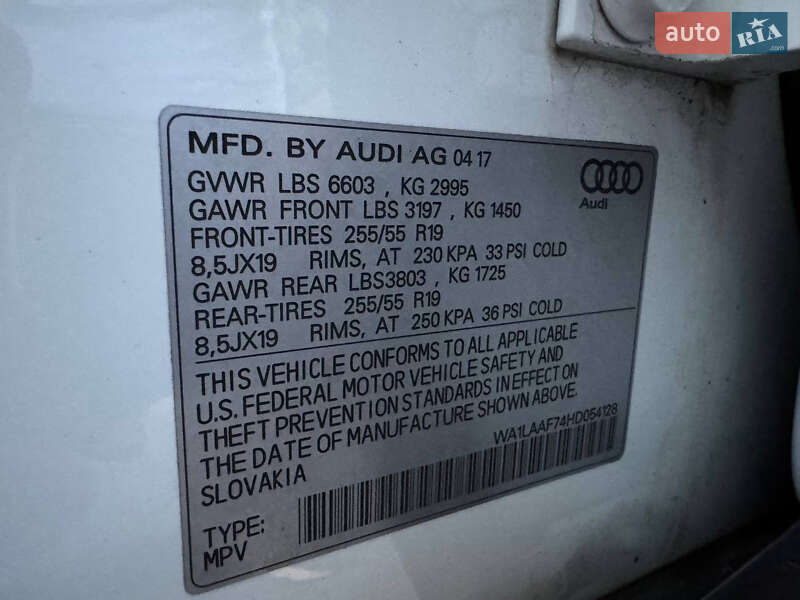 auto RIA.com
MFD. BY AUDI AG 04 17
GVWR LBS 6603 , KG 2995
GAWR FRONT LBS 3197 , KG 1450
FRONT-TIRES 255/55 R19
8,5JX19 RIMS, AT 230 KPA 33 PSI COLD
GAWR REAR LBS3803 , KG 1725
REAR-TIRES 255/55 R19
8,5JX19 RIMS, AT 250 KPA 36 PSI COLD
Audi
THIS VEHICLE CONFORMS TO ALL APPLICABLE
U.S. FEDERAL MOTOR VEHICLE SAFETY AND
THEFT PREVENTION STANDARDS IN EFFECT ON
THE DATE OF MANUFACTURE SHOWN ABOVE.
SLOVAKIA
WA1LAAF74HD054128
TYPE:
MPV